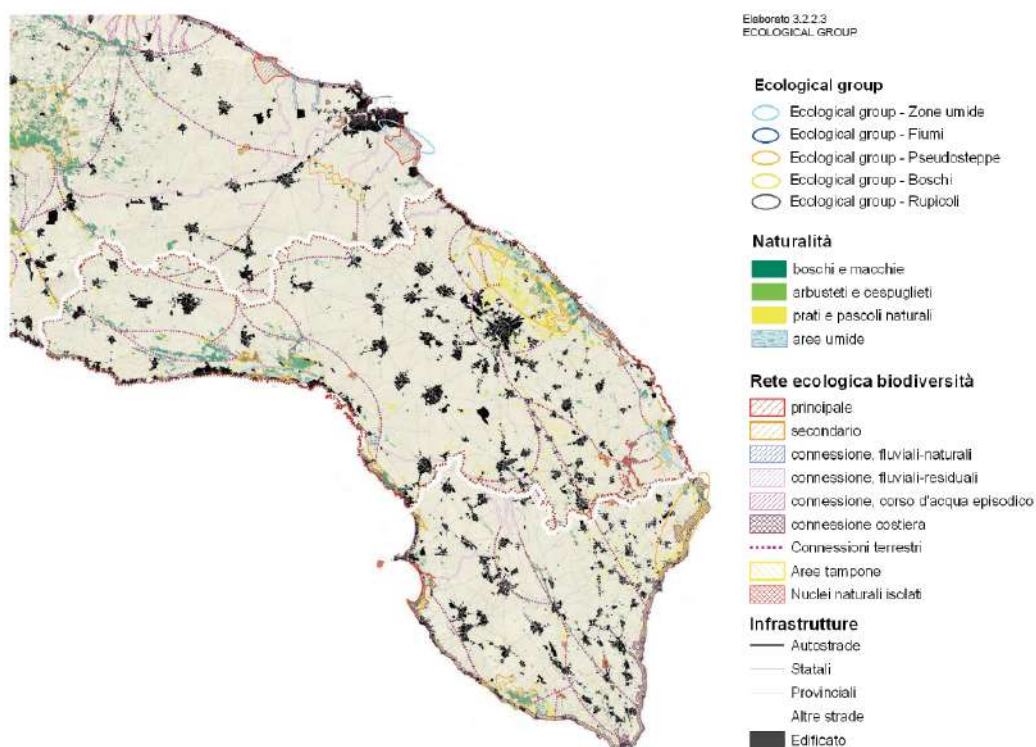 Elaborato 3.2.2.3
ECOLOGICAL GROUP
Ecological group
Ecological group - Zone umide
Ecological group - Fiumi
Ecological group - Pseudosteppe
Ecological group - Boschi
Ecological group - Rupicoli
Naturalità
boschi e macchie
arbusteti e cespuglieti
prati e pascoli naturali
aree umide
Rete ecologica biodiversità
principale
secondario
connessione, fluviali-naturali
connessione, fluviali-residuali
connessione, corso d'acqua episodico
connessione costiera
Connessioni terrestri
Aree tampone
Nuclei naturali isolati
Infrastrutture
Autostrade
Statali
Provinciali
Altre strade
Edificato